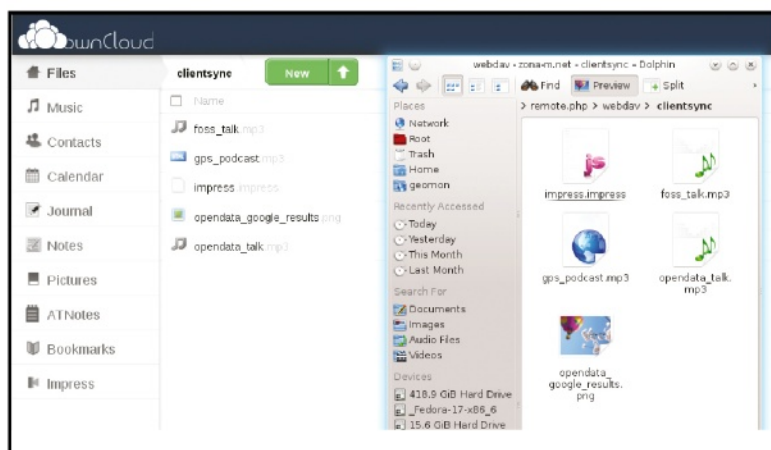 ownCloud
Files
Music
Contacts
Calendar
Journal
Notes
Pictures
ATNotes
Bookmarks
Impress
clientsync
New
Name
foss_talk.mp3
gps_podcast.mp3
impress.impress
opendata_google_results.png
opendata_talk.mp3
webdav - zona-m.net - clientsync - Dolphin
Find
Preview
Split
Places
Network
Root
Trash
Home
geomon
Recently Accessed
Today
Yesterday
This Month
Last Month
Search For
Documents
Images
Audio Files
Videos
Devices
418.9 GiB Hard Drive
_Fedora-17-x86_6
15.6 GiB Hard Drive
> remote.php > webdav > clientsync
js
impress.impress
foss_talk.mp3
gps_podcast.mp3
opendata_talk.
mp3
opendata_
google_results.
png